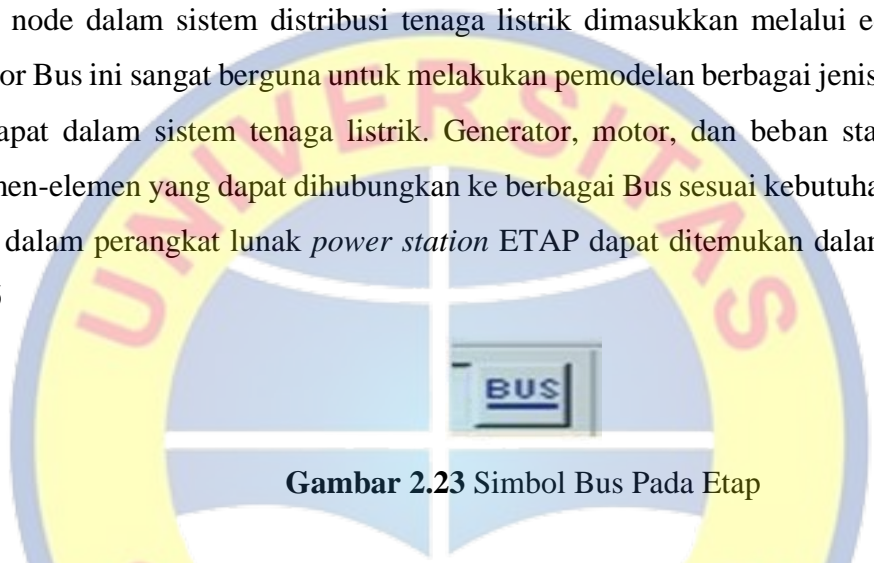 node dalam sistem distribusi tenaga listrik dimasukkan melalui e
or Bus ini sangat berguna untuk melakukan pemodelan berbagai jenis
apat dalam sistem tenaga listrik. Generator, motor, dan beban sta
men-elemen yang dapat dihubungkan ke berbagai Bus sesuai kebutuha
dalam perangkat lunak power station ETAP dapat ditemukan dalam
UNIVERSITAS
BUS
Gambar 2.23 Simbol Bus Pada Etap